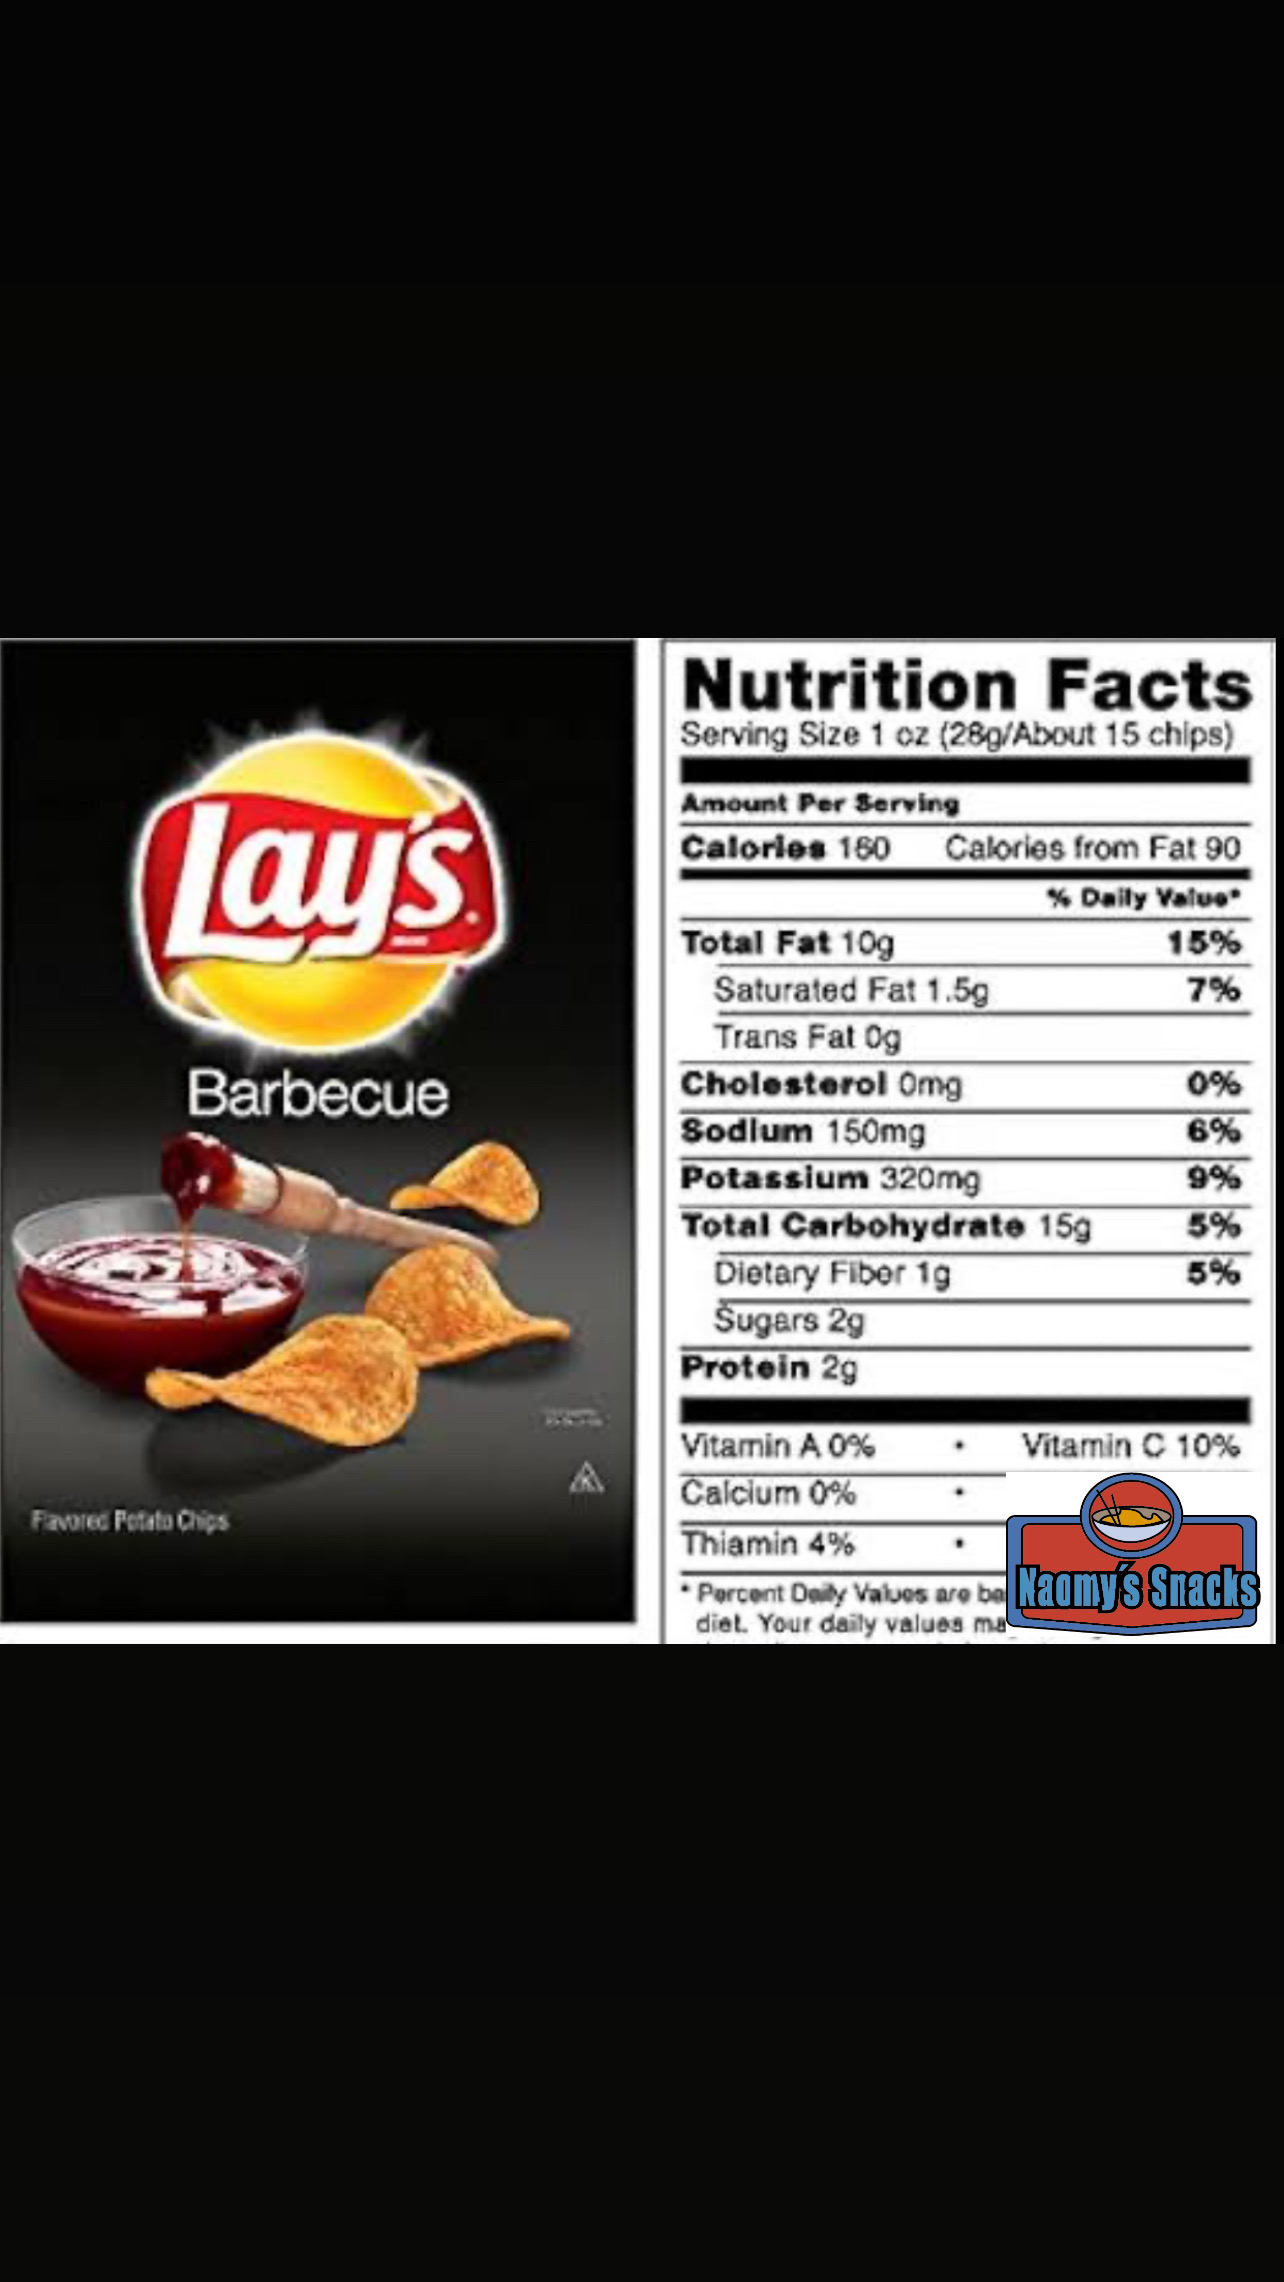 Lay's
Barbecue
Flavored Potato Chips
Nutrition Facts
Serving Size 1 oz (28g/About 15 chips)
Amount Per Serving
Calories 160 Calories from Fat 90
% Daily Value*
Total Fat 10g 15%
Saturated Fat 1.5g 7%
Trans Fat 0g
Cholesterol 0mg 0%
Sodium 150mg 6%
Potassium 320mg 9%
Total Carbohydrate 15g 5%
Dietary Fiber 1g 5%
Sugars 2g
Protein 2g
Vitamin A 0% • Vitamin C 10%
Calcium 0% •
Thiamin 4% •
* Percent Daily Values are
diet. Your daily values
Naomy's Snacks